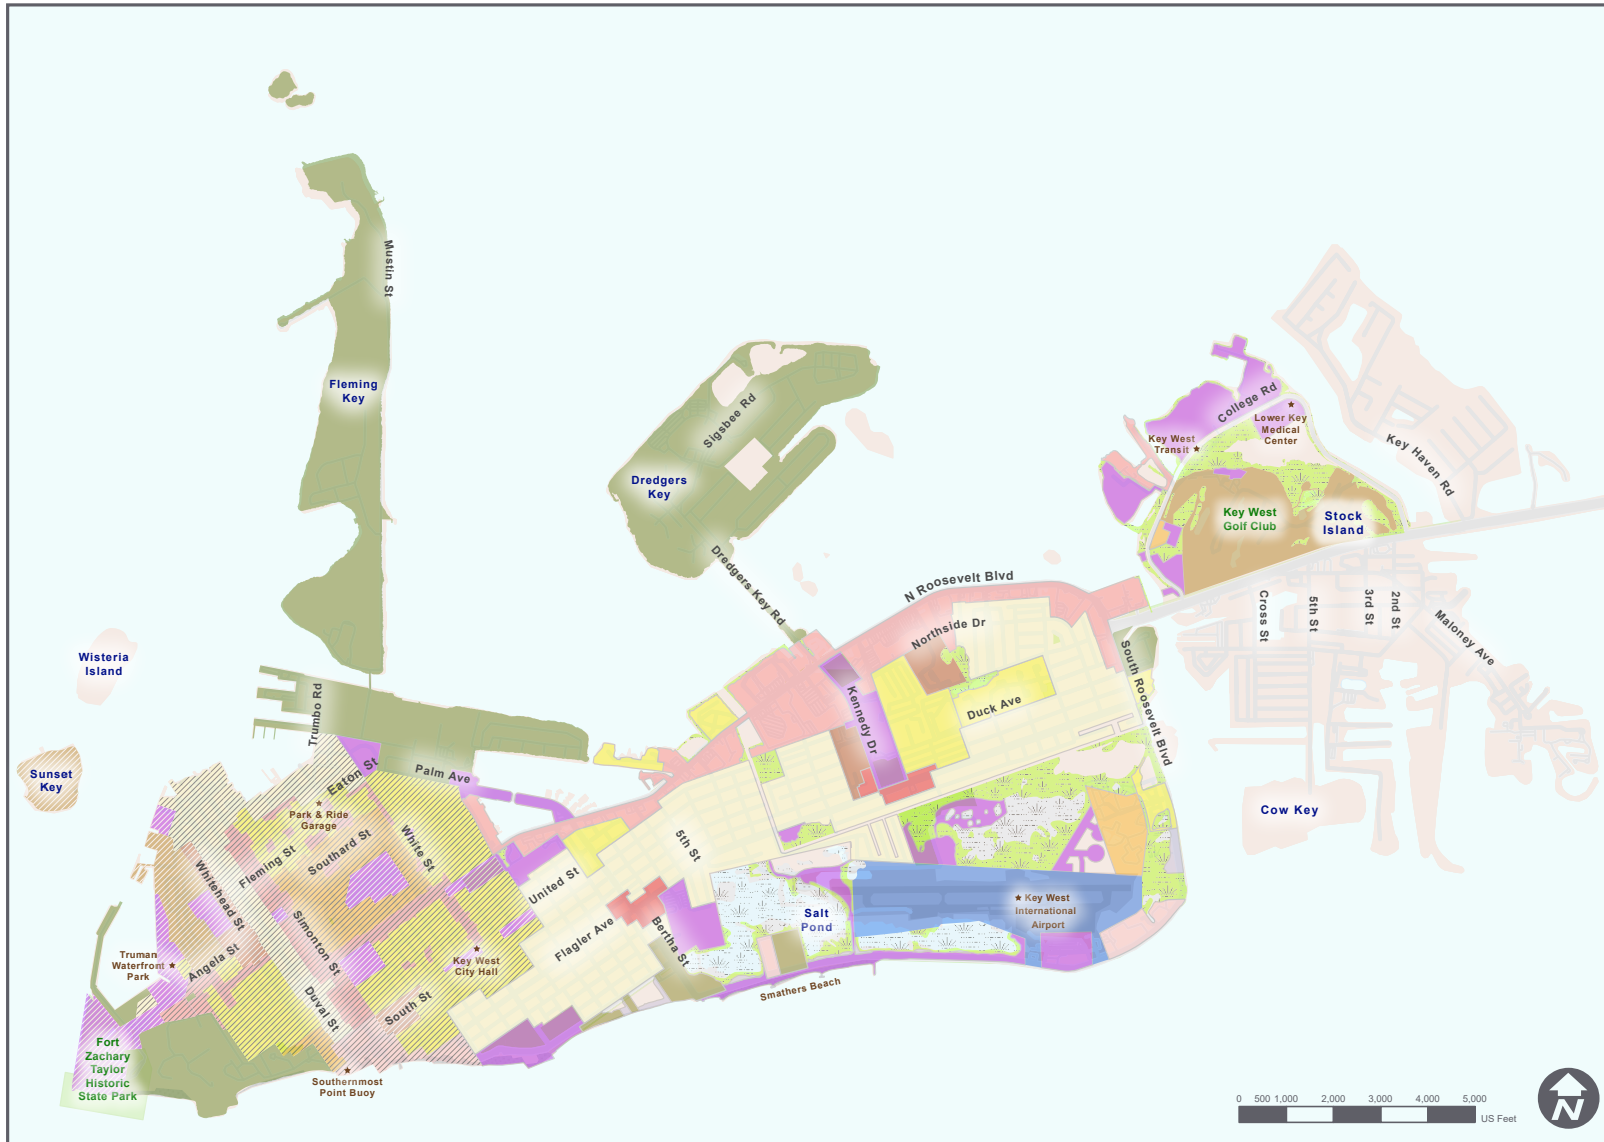 Mustin St
Fleming
Key
Sigsbee Rd
Dredgers
Key
College Rd
Lower Key
Medical
Center
Key West
Transit
Key Haven Rd
Key West
Golf Club
Stock
Island
Dredgers Key Rd
N Roosevelt Blvd
Northside Dr
Cross St
5th St
3rd St
2nd St
Maloney Ave
Wisteria
Island
South Roosevelt Blvd
Kennedy Dr
Duck Ave
Trumbo Rd
Sunset
Key
Eaton St
Palm Ave
Park & Ride
Garage
Cow Key
Fleming St
Southard St
White St
5th St
Whitehead St
United St
Simonton St
Flagler Ave
Bertha St
Salt
Pond
Key West
International
Airport
Truman
Waterfront
Park
Angela St
Key West
City Hall
Duval St
South St
Smathers Beach
Fort
Zachary
Taylor
Historic
State Park
Southernmost
Point Buoy
0 500 1,000 2,000 3,000 4,000 5,000
US Feet
N